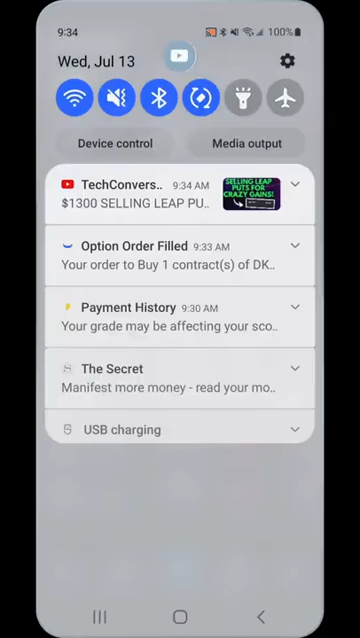 9:34
100%
Wed, Jul 13
Device control
Media output
TechConvers.. 9:34 AM
$1300 SELLING LEAP PU..
SELLING LEAP
PUTS FOR
CRAZY GAINS!
Option Order Filled 9:33 AM
Your order to Buy 1 contract(s) of DK..
Payment History 9:30 AM
Your grade may be affecting your sco..
The Secret
Manifest more money - read your mo..
USB charging